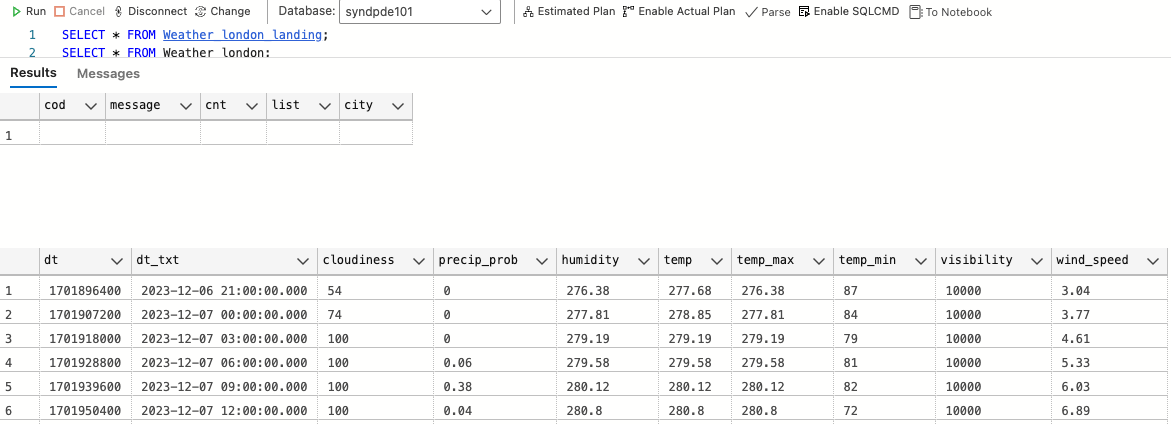 Run Cancel Disconnect Change Database: syndpde101 Estimated Plan Enable Actual Plan Parse Enable SQLCMD To Notebook
1 SELECT * FROM Weather_london_landing;
2 SELECT * FROM Weather_london;
Results Messages
cod message cnt list city
1
dt dt_txt cloudiness precip_prob humidity temp temp_max temp_min visibility wind_speed
1 1701896400 2023-12-06 21:00:00.000 54 0 276.38 277.68 276.38 87 10000 3.04
2 1701907200 2023-12-07 00:00:00.000 74 0 277.81 278.85 277.81 84 10000 3.77
3 1701918000 2023-12-07 03:00:00.000 100 0 279.19 279.19 279.19 79 10000 4.61
4 1701928800 2023-12-07 06:00:00.000 100 0.06 279.58 279.58 279.58 81 10000 5.33
5 1701939600 2023-12-07 09:00:00.000 100 0.38 280.12 280.12 280.12 82 10000 6.03
6 1701950400 2023-12-07 12:00:00.000 100 0.04 280.8 280.8 280.8 72 10000 6.89